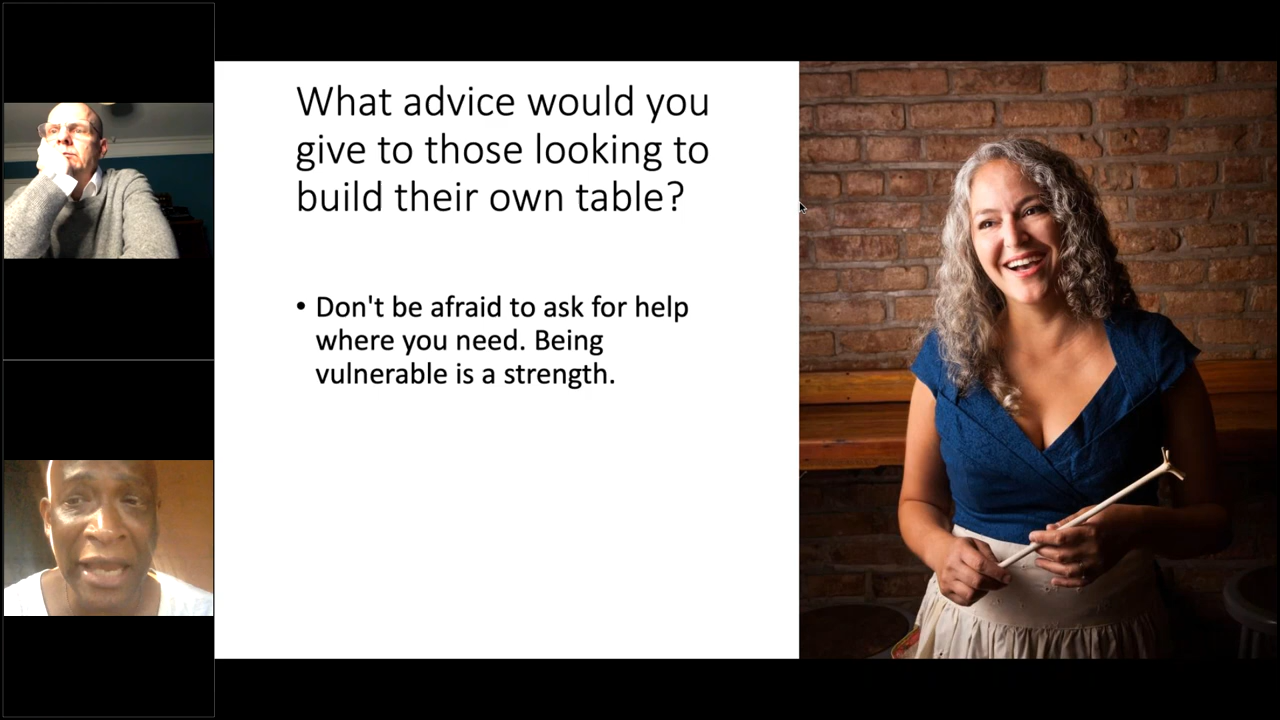 What advice would you
give to those looking to
build their own table?
• Don't be afraid to ask for help
where you need. Being
vulnerable is a strength.